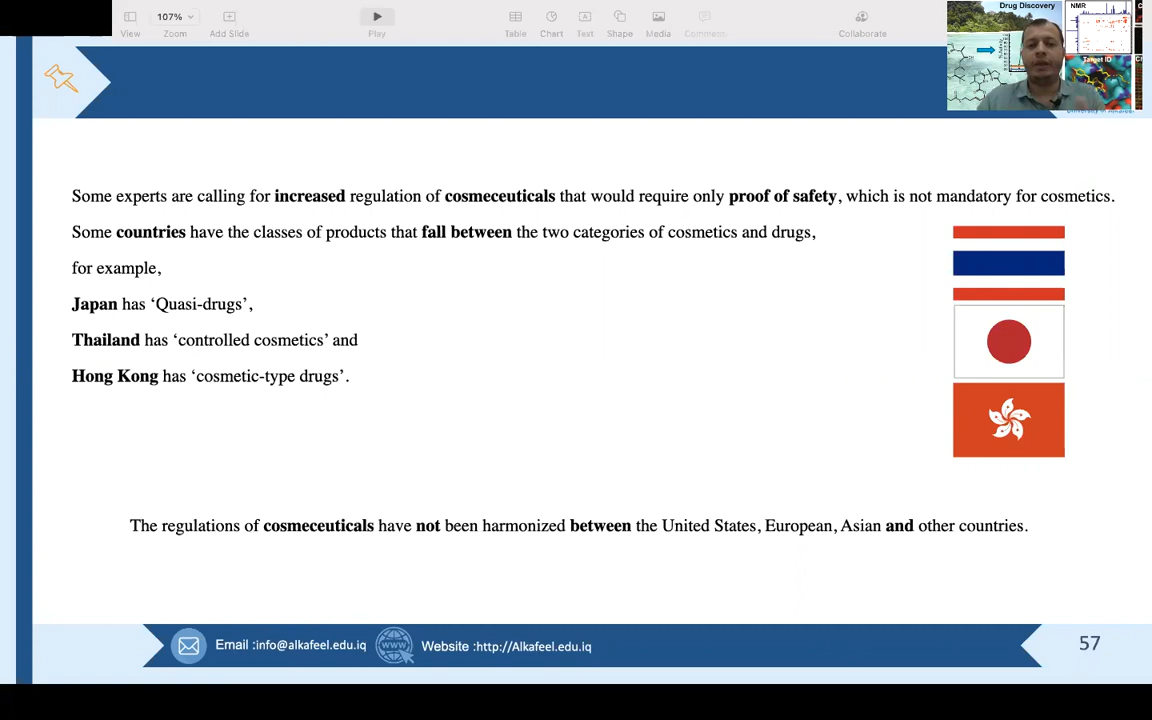 107%
View
Zoom
Add Slide
Play
Table
Chart
Text
Shape
Media
Comment
Collaborate
Drug Discovery
NMR
Target ID
Some experts are calling for increased regulation of cosmeceuticals that would require only proof of safety, which is not mandatory for cosmetics.
Some countries have the classes of products that fall between the two categories of cosmetics and drugs,
for example,
Japan has ‘Quasi-drugs’,
Thailand has ‘controlled cosmetics’ and
Hong Kong has ‘cosmetic-type drugs’.
The regulations of cosmeceuticals have not been harmonized between the United States, European, Asian and other countries.
Email :info@alkafeel.edu.iq
WWW
Website :http://Alkafeel.edu.iq
57